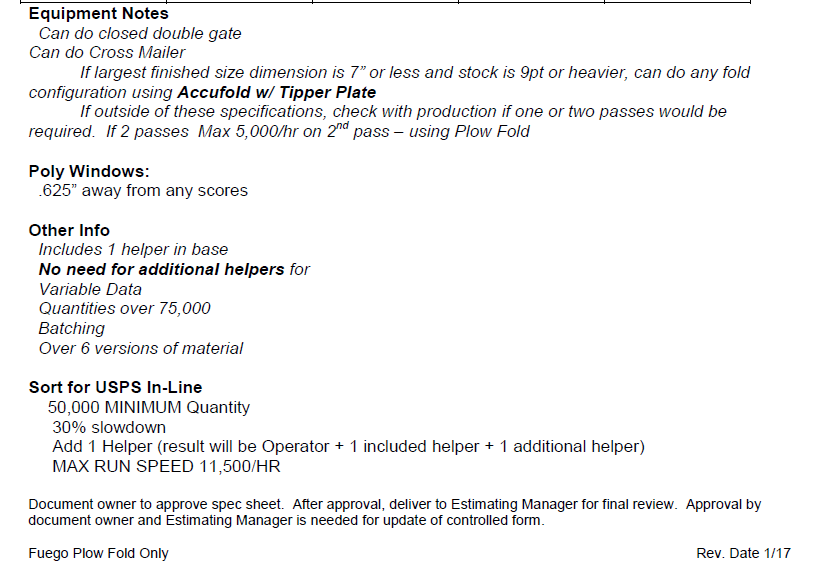 Equipment Notes
Can do closed double gate
Can do Cross Mailer
If largest finished size dimension is 7” or less and stock is 9pt or heavier, can do any fold
configuration using Accufold w/ Tipper Plate
If outside of these specifications, check with production if one or two passes would be
required.  If 2 passes  Max 5,000/hr on 2nd pass – using Plow Fold
Poly Windows:
.625” away from any scores
Other Info
Includes 1 helper in base
No need for additional helpers for
Variable Data
Quantities over 75,000
Batching
Over 6 versions of material
Sort for USPS In-Line
50,000 MINIMUM Quantity
30% slowdown
Add 1 Helper (result will be Operator + 1 included helper + 1 additional helper)
MAX RUN SPEED 11,500/HR
Document owner to approve spec sheet.  After approval, deliver to Estimating Manager for final review.  Approval by
document owner and Estimating Manager is needed for update of controlled form.
Fuego Plow Fold Only    Rev. Date 1/17